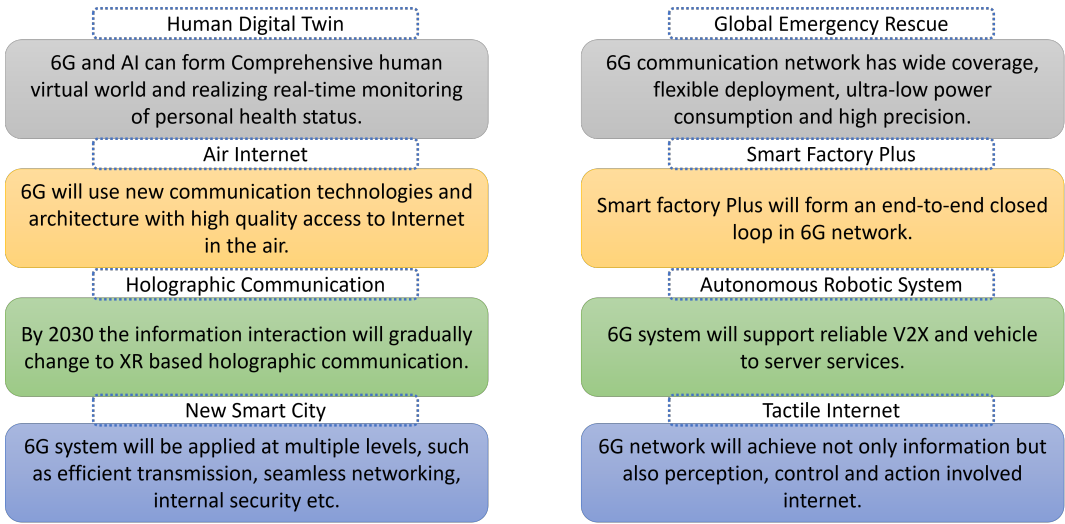 Human Digital Twin
6G and AI can form Comprehensive human
virtual world and realizing real-time monitoring
of personal health status.
Air Internet
6G will use new communication technologies and
architecture with high quality access to Internet
in the air.
Holographic Communication
By 2030 the information interaction will gradually
change to XR based holographic communication.
New Smart City
6G system will be applied at multiple levels, such
as efficient transmission, seamless networking,
internal security etc.
Global Emergency Rescue
6G communication network has wide coverage,
flexible deployment, ultra-low power
consumption and high precision.
Smart Factory Plus
Smart factory Plus will form an end-to-end closed
loop in 6G network.
Autonomous Robotic System
6G system will support reliable V2X and vehicle
to server services.
Tactile Internet
6G network will achieve not only information but
also perception, control and action involved
internet.